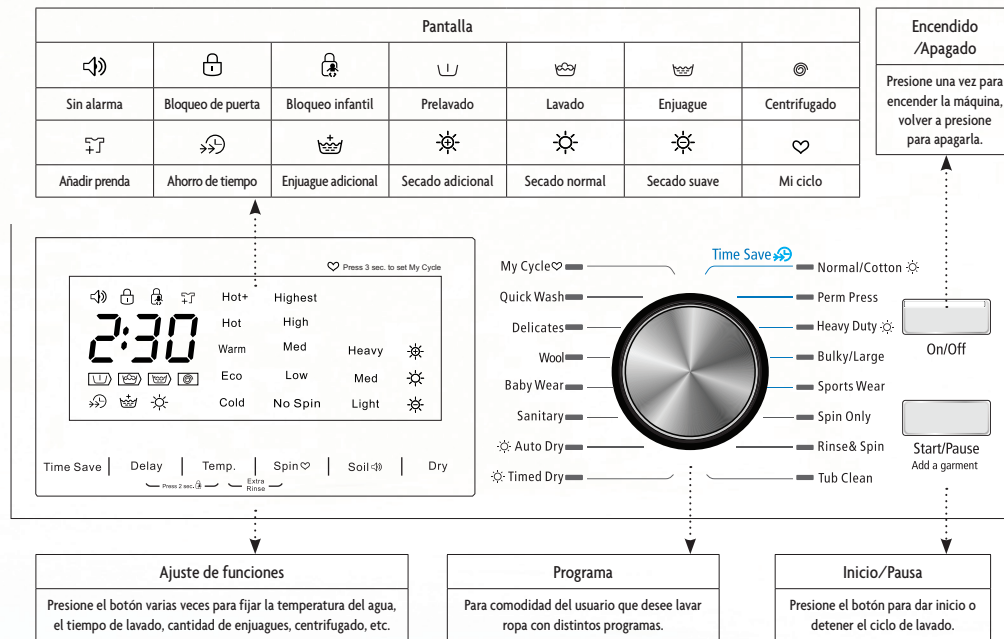 Pantalla
Sin alarma
Bloqueo de puerta
Bloqueo infantil
Prelavado
Lavado
Enjuague
Centrifugado
Añadir prenda
Ahorro de tiempo
Enjuague adicional
Secado adicional
Secado normal
Secado suave
Mi ciclo
Encendido
/Apagado
Presione una vez para
encender la máquina,
volver a presione
para apagarla.
Press 3 sec. to set My Cycle
2:30
Hot+
Hot
Warm
Eco
Cold
Highest
High
Med
Low
No Spin
Heavy
Med
Light
Time Save
Delay
Temp.
Spin
Soil
Dry
Press 2 sec.
Extra
Rinse
Time Save
My Cycle
Quick Wash
Delicates
Wool
Baby Wear
Sanitary
Auto Dry
Timed Dry
Normal/Cotton
Perm Press
Heavy Duty
Bulky/Large
Sports Wear
Spin Only
Rinse& Spin
Tub Clean
On/Off
Start/Pause
Add a garment
Ajuste de funciones
Presione el botón varias veces para fijar la temperatura del agua,
el tiempo de lavado, cantidad de enjuagues, centrifugado, etc.
Programa
Para comodidad del usuario que desee lavar
ropa con distintos programas.
Inicio/Pausa
Presione el botón para dar inicio o
detener el ciclo de lavado.